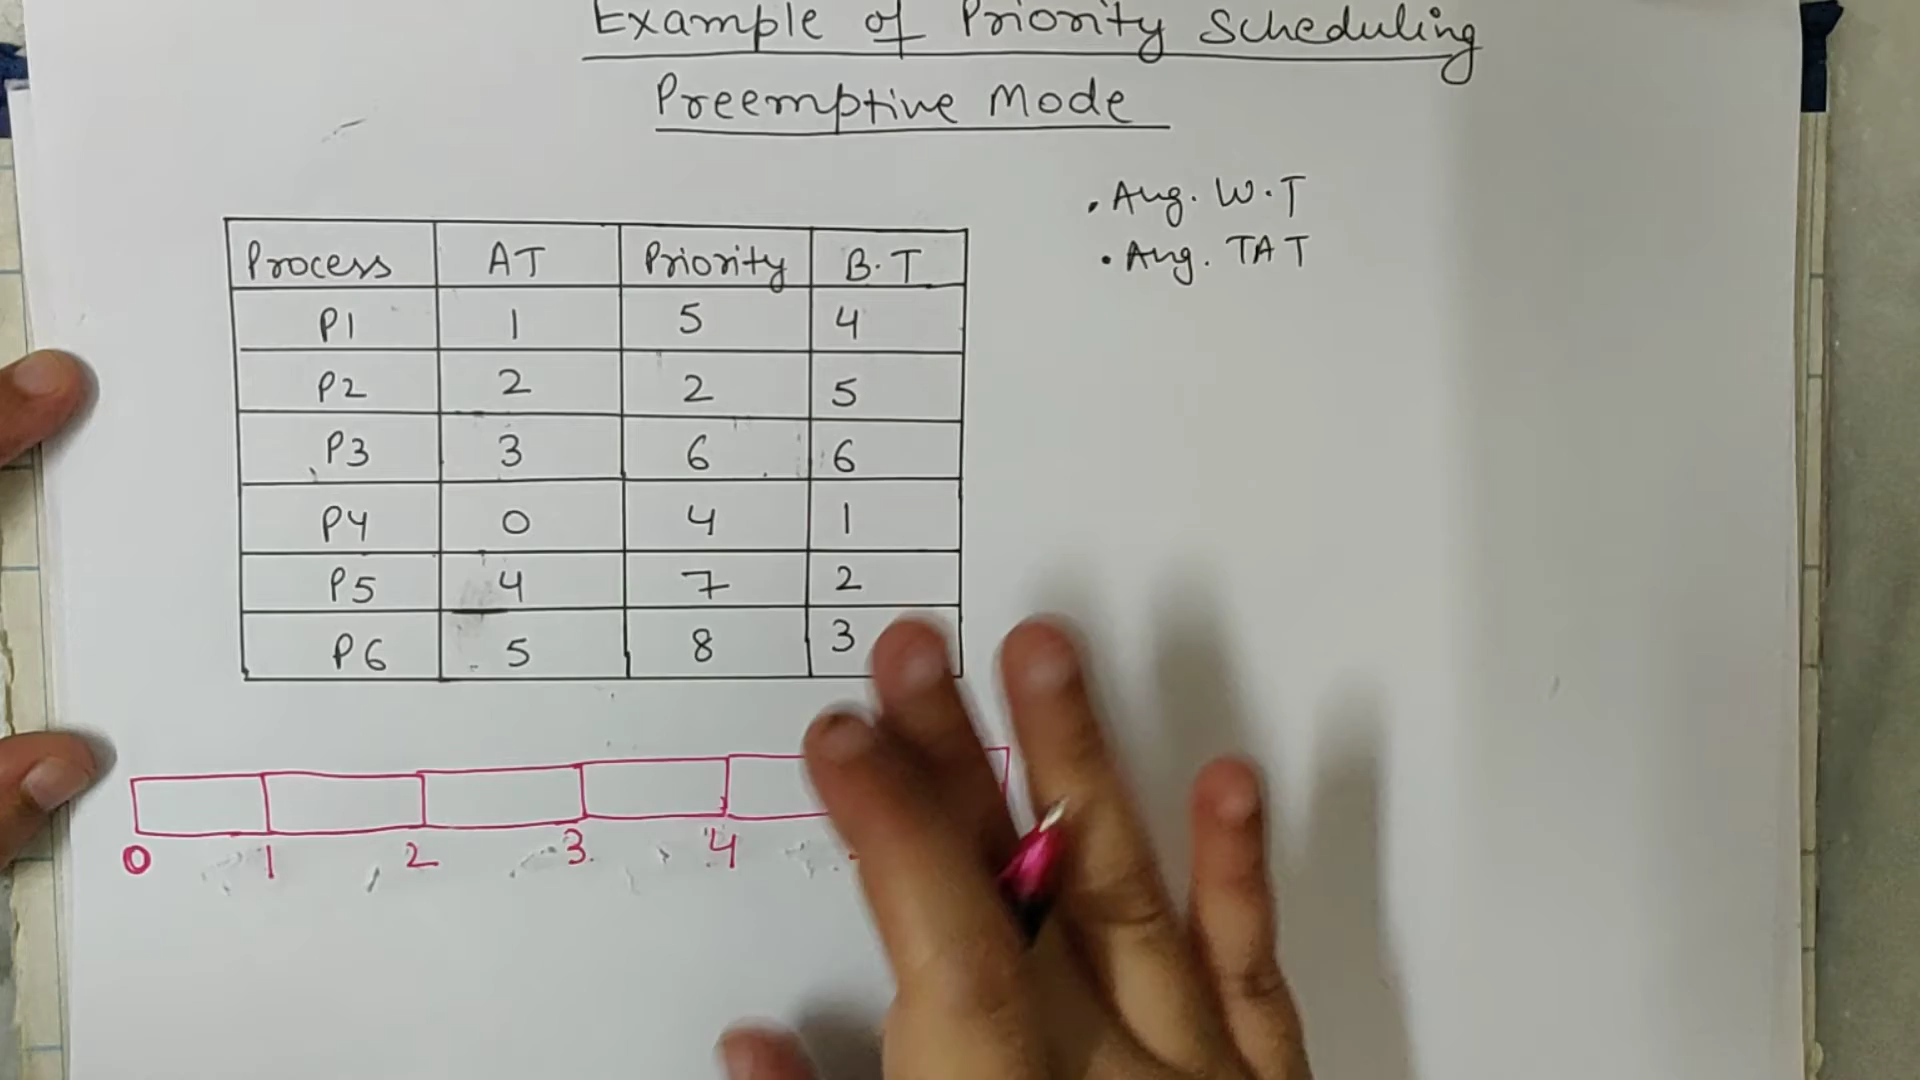 Example of Priority Scheduling
Preemptive Mode
. Avg. W.T
. Avg. TAT
Process AT Priority B.T
P1 1 5 4
P2 2 2 5
P3 3 6 6
P4 0 4 1
P5 4 7 2
P6 5 8 3
0 1 2 3 4